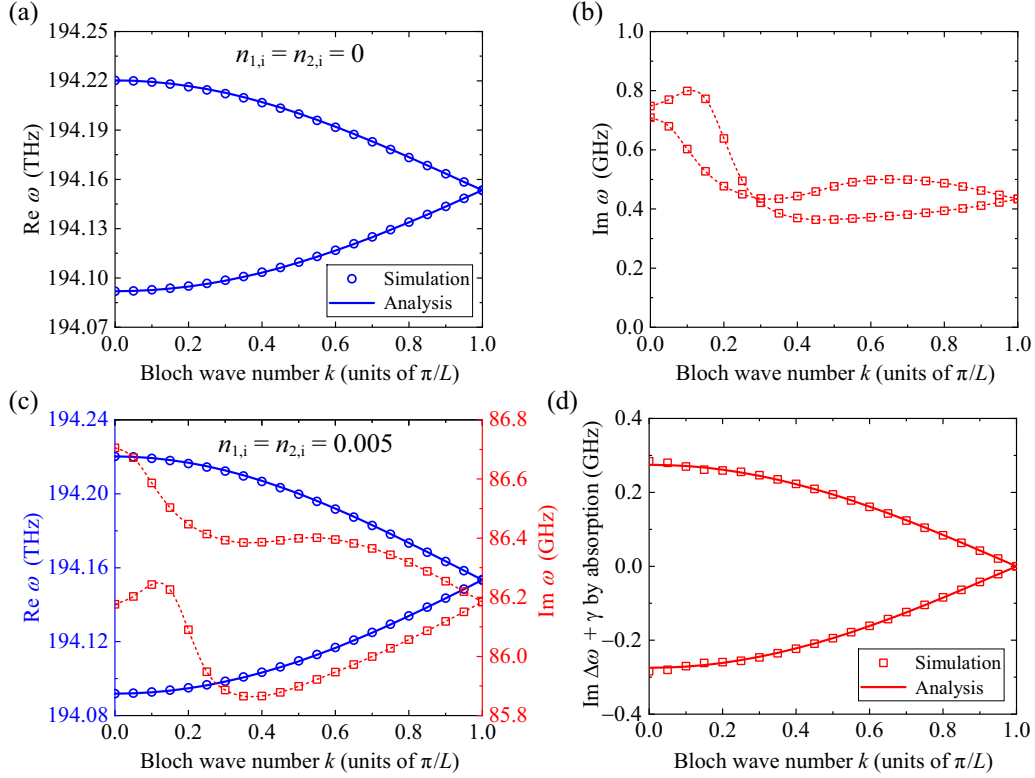 (a)
194.25
194.22
194.19
194.16
194.13
194.10
194.07
Re ω (THz)
n1,i = n2,i = 0
Simulation
Analysis
0.0 0.2 0.4 0.6 0.8 1.0
Bloch wave number k (units of π/L)
(b)
1.0
0.8
0.6
0.4
0.2
0.0
Im ω (GHz)
0.0 0.2 0.4 0.6 0.8 1.0
Bloch wave number k (units of π/L)
(c)
194.24
194.20
194.16
194.12
194.08
Re ω (THz)
n1,i = n2,i = 0.005
86.8
86.6
86.4
86.2
86.0
85.8
Im ω (GHz)
0.0 0.2 0.4 0.6 0.8 1.0
Bloch wave number k (units of π/L)
(d)
0.4
0.2
0.0
−0.2
−0.4
Im Δω + γ by absorption (GHz)
Simulation
Analysis
0.0 0.2 0.4 0.6 0.8 1.0
Bloch wave number k (units of π/L)